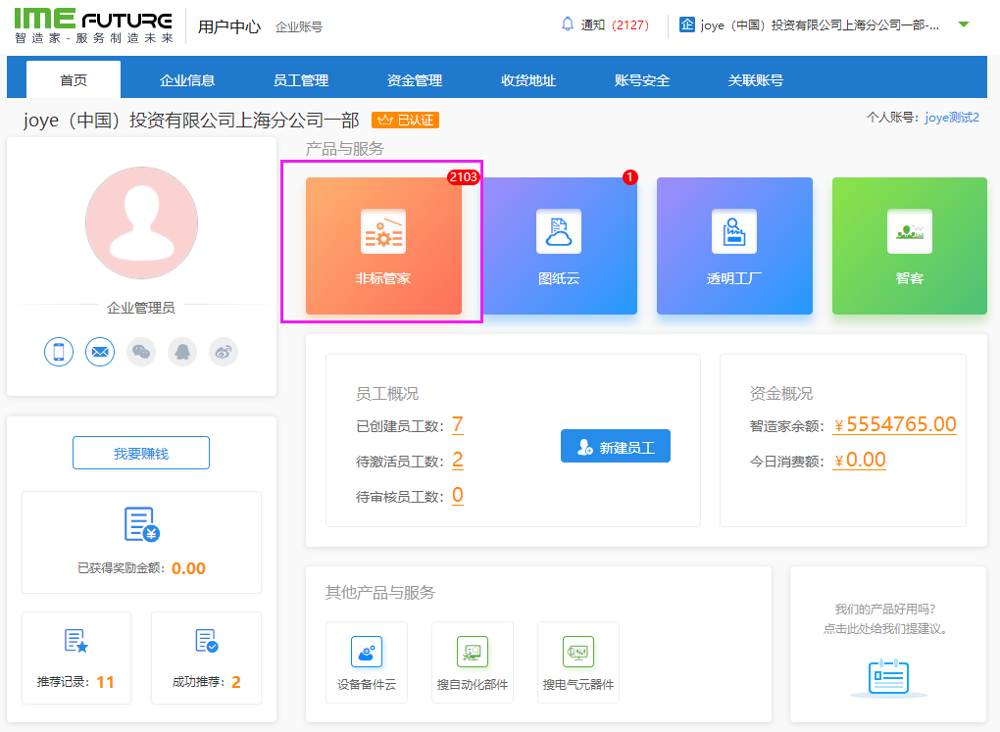 IME FUTURE
智造家-服务制造未来
用户中心 企业账号
通知（2127）
企 joye（中国）投资有限公司上海分公司一部-...
首页 企业信息 员工管理 资金管理 收货地址 账号安全 关联账号
joye（中国）投资有限公司上海分公司一部 已认证
个人账号：joye测试2
企业管理员
我要赚钱
¥
已获得奖励金额：0.00
推荐记录：11
成功推荐：2
产品与服务
2103
非标管家
1
图纸云
透明工厂
智客
员工概况
已创建员工数：7
待激活员工数：2
待审核员工数：0
新建员工
资金概况
智造家余额：¥5554765.00
今日消费额：¥0.00
其他产品与服务
设备备件云
搜自动化部件
搜电气元器件
我们的产品好用吗？
点击此处给我们提建议。